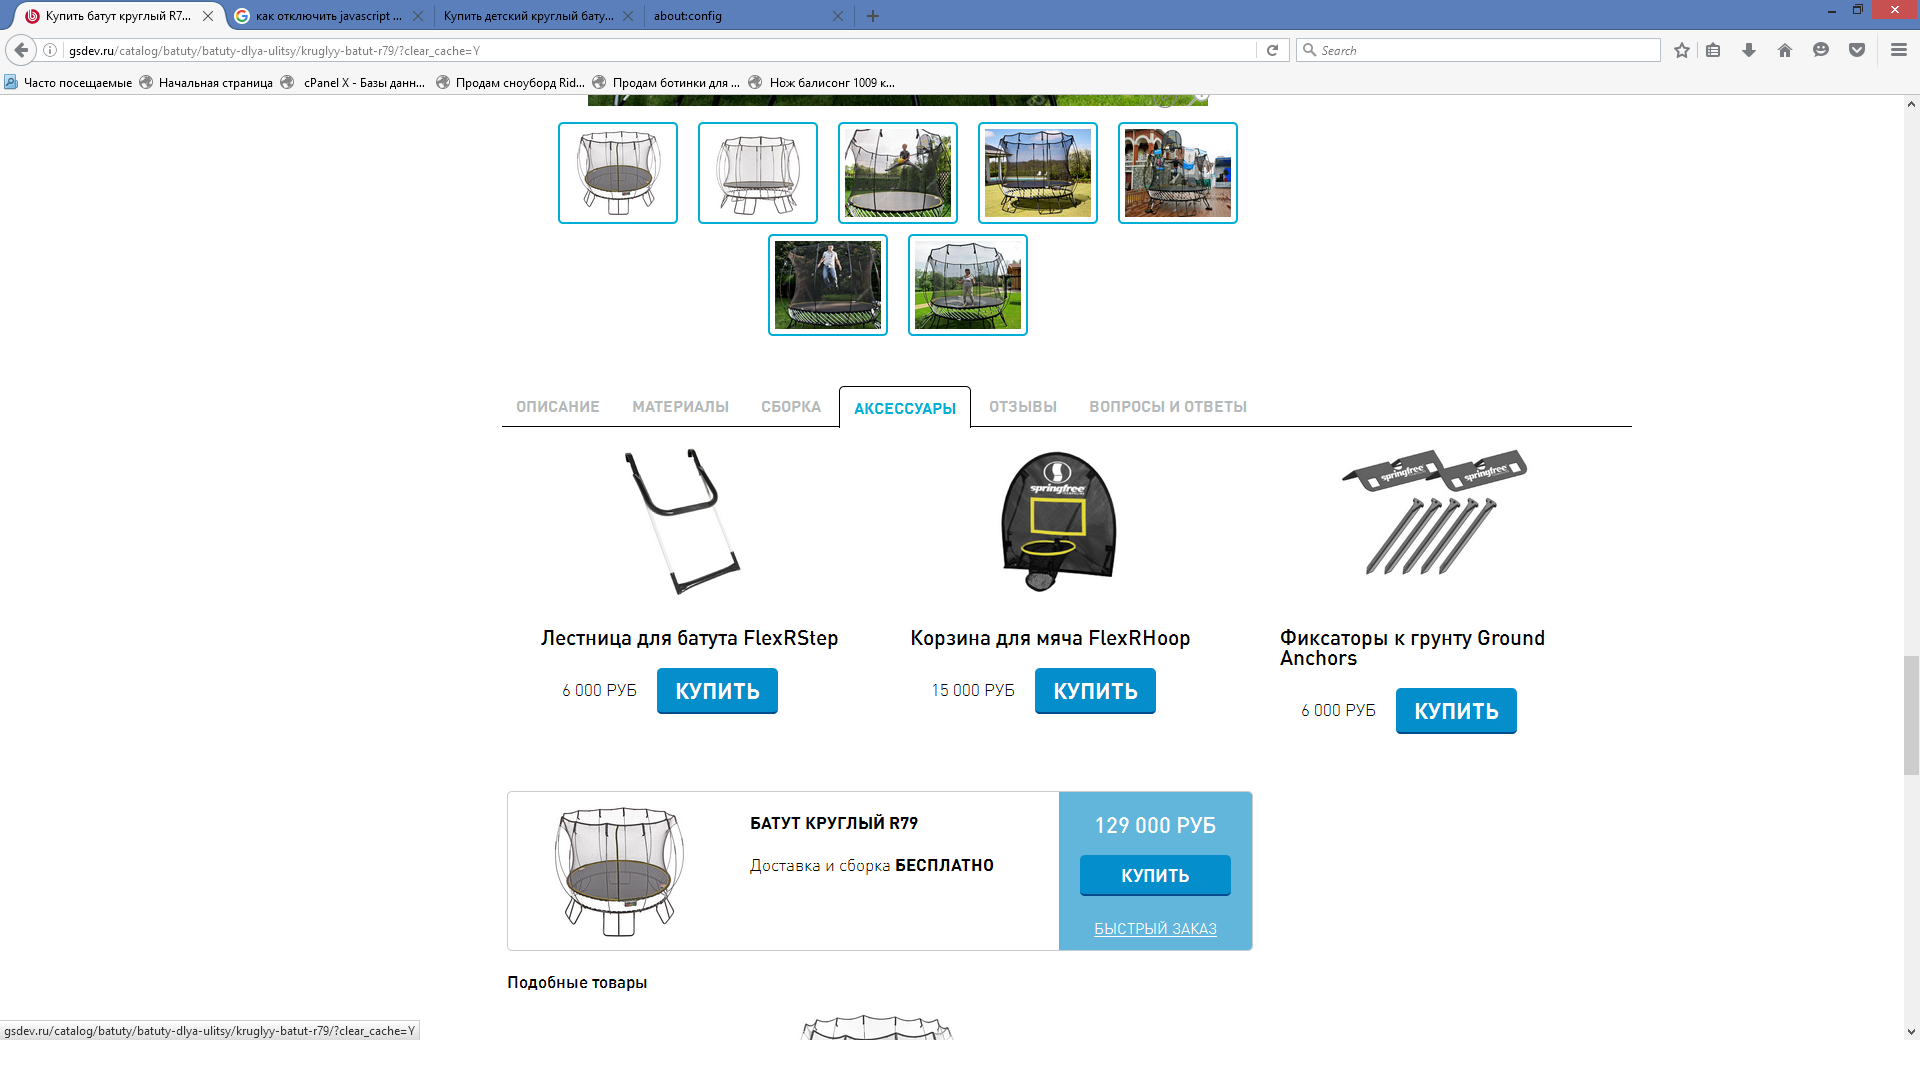 Купить батут круглый R7...
как отключить javascript ...
Купить детский круглый бату...
about:config
gsdev.ru/catalog/batuty/batuty-dlya-ulitsy/kruglyy-batut-r79/?clear_cache=Y
Search
Часто посещаемые
Начальная страница
cPanel X - Базы данн...
Продам сноуборд Rid...
Продам ботинки для ...
Нож балисонг 1009 к...
ОПИСАНИЕ
МАТЕРИАЛЫ
СБОРКА
АКСЕССУАРЫ
ОТЗЫВЫ
ВОПРОСЫ И ОТВЕТЫ
springfree
springfree
springfree
Лестница для батута FlexRStep
6 000 РУБ
КУПИТЬ
Корзина для мяча FlexRHoop
15 000 РУБ
КУПИТЬ
Фиксаторы к грунту Ground
Anchors
6 000 РУБ
КУПИТЬ
БАТУТ КРУГЛЫЙ R79
Доставка и сборка БЕСПЛАТНО
129 000 РУБ
КУПИТЬ
БЫСТРЫЙ ЗАКАЗ
Подобные товары
gsdev.ru/catalog/batuty/batuty-dlya-ulitsy/kruglyy-batut-r79/?clear_cache=Y